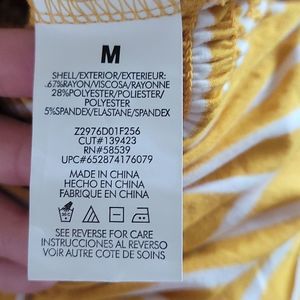 M
SHELL/EXTERIOR/EXTERIEUR:
67%RAYON/VISCOSA/RAYONNE
28%POLYESTER/POLIESTER/
POLYESTER
5%SPANDEX/ELASTANE/SPANDEX
Z2976D01F256
CUT#139423
RN#58539
UPC#652874176079
MADE IN CHINA
HECHO EN CHINA
FABRIQUE EN CHINA
SEE REVERSE FOR CARE
INSTRUCCIONES AL REVERSO
VOIR AUTRE COTE DE SOINS